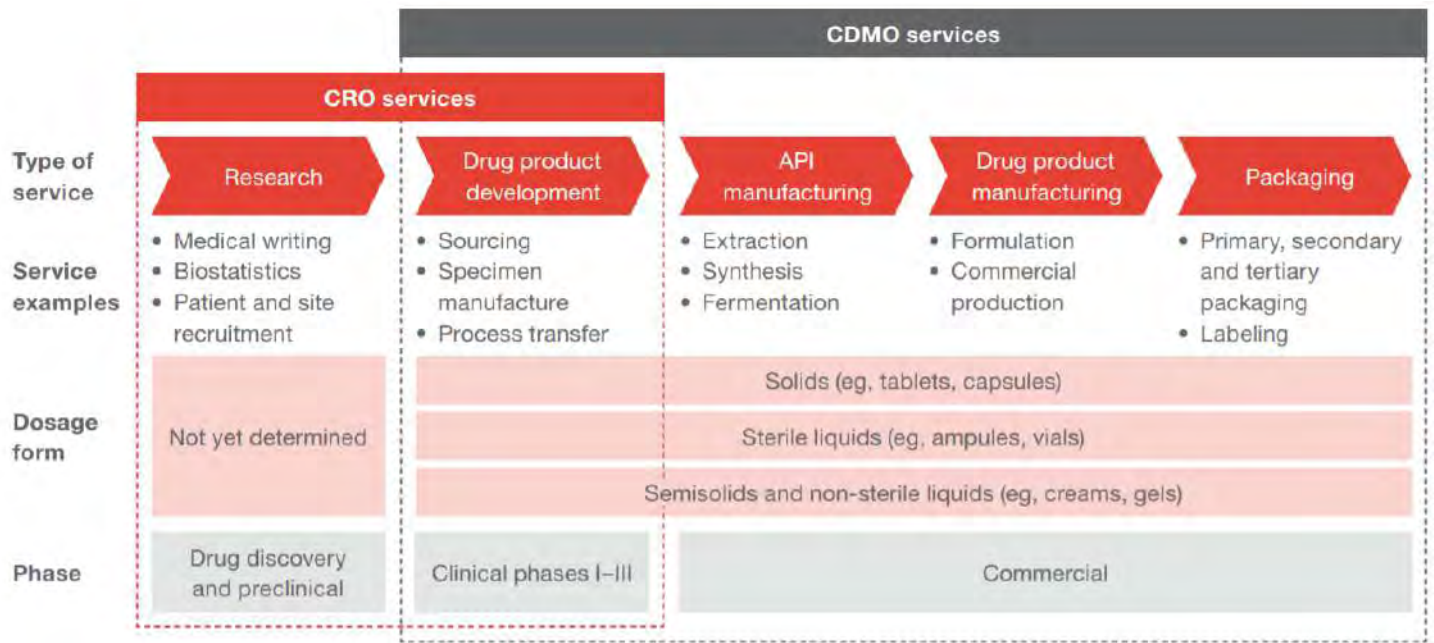 CDMO services
CRO services
Type of
service
Research
Drug product
development
API
manufacturing
Drug product
manufacturing
Packaging
Service
examples
• Medical writing
• Biostatistics
• Patient and site
recruitment
• Sourcing
• Specimen
manufacture
• Process transfer
• Extraction
• Synthesis
• Fermentation
• Formulation
• Commercial
production
• Primary, secondary
and tertiary
packaging
• Labeling
Dosage
form
Not yet determined
Solids (eg, tablets, capsules)
Sterile liquids (eg, ampules, vials)
Semisolids and non-sterile liquids (eg, creams, gels)
Phase
Drug discovery
and preclinical
Clinical phases I–III
Commercial